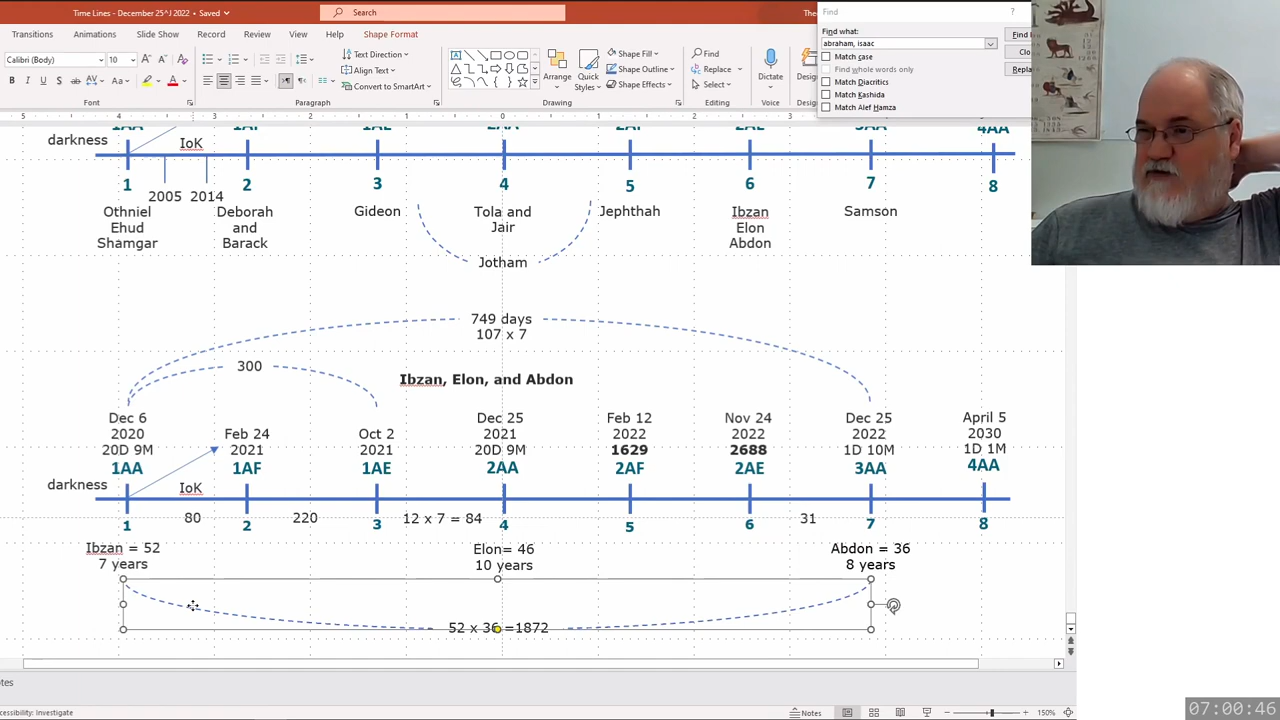 Time Lines - December 25^J 2022 • Saved
Search
The
Transitions Animations Slide Show Record Review View Help Shape Format
Calibri (Body)
Text Direction
Align Text
Convert to SmartArt
Arrange
Quick
Styles
Shape Fill
Shape Outline
Shape Effects
Find
Replace
Select
Dictate
Font
Paragraph
Drawing
Editing
Voice
Find
?
Find what:
abraham, isaac
Match case
Find whole words only
Match Diacritics
Match Kashida
Match Alef Hamza
darkness
IoK
4AA
1 2 3 4 5 6 7 8
2005 2014
Othniel
Ehud
Shamgar
Deborah
and
Barack
Gideon
Tola and
Jair
Jephthah
Ibzan
Elon
Abdon
Samson
Jotham
749 days
107 x 7
300
Ibzan, Elon, and Abdon
Dec 6
2020
20D 9M
1AA
Feb 24
2021
1AF
Oct 2
2021
1AE
Dec 25
2021
20D 9M
2AA
Feb 12
2022
1629
2AF
Nov 24
2022
2688
2AE
Dec 25
2022
1D 10M
3AA
April 5
2030
1D 1M
4AA
darkness
IoK
80 220 12 x 7 = 84 31
1 2 3 4 5 6 7 8
Ibzan = 52
7 years
Elon= 46
10 years
Abdon = 36
8 years
52 x 36 =1872
Accessibility: Investigate
Notes
150%
07:00:46